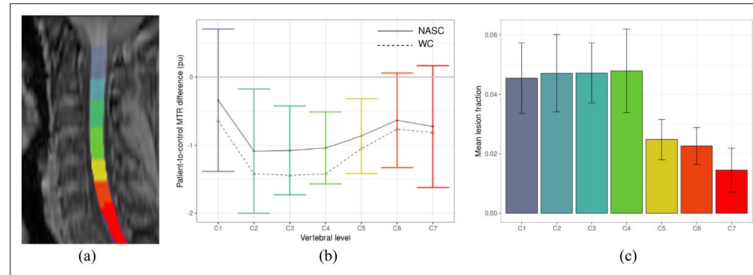 NASC
WC
Patient-to-control MTR difference (pu)
0
-1
-2
C1 C2 C3 C4 C5 C6 C7
Vertebral level
Mean lesion fraction
0.06
0.04
0.02
0.00
C1 C2 C3 C4 C5 C6 C7
(a) (b) (c)